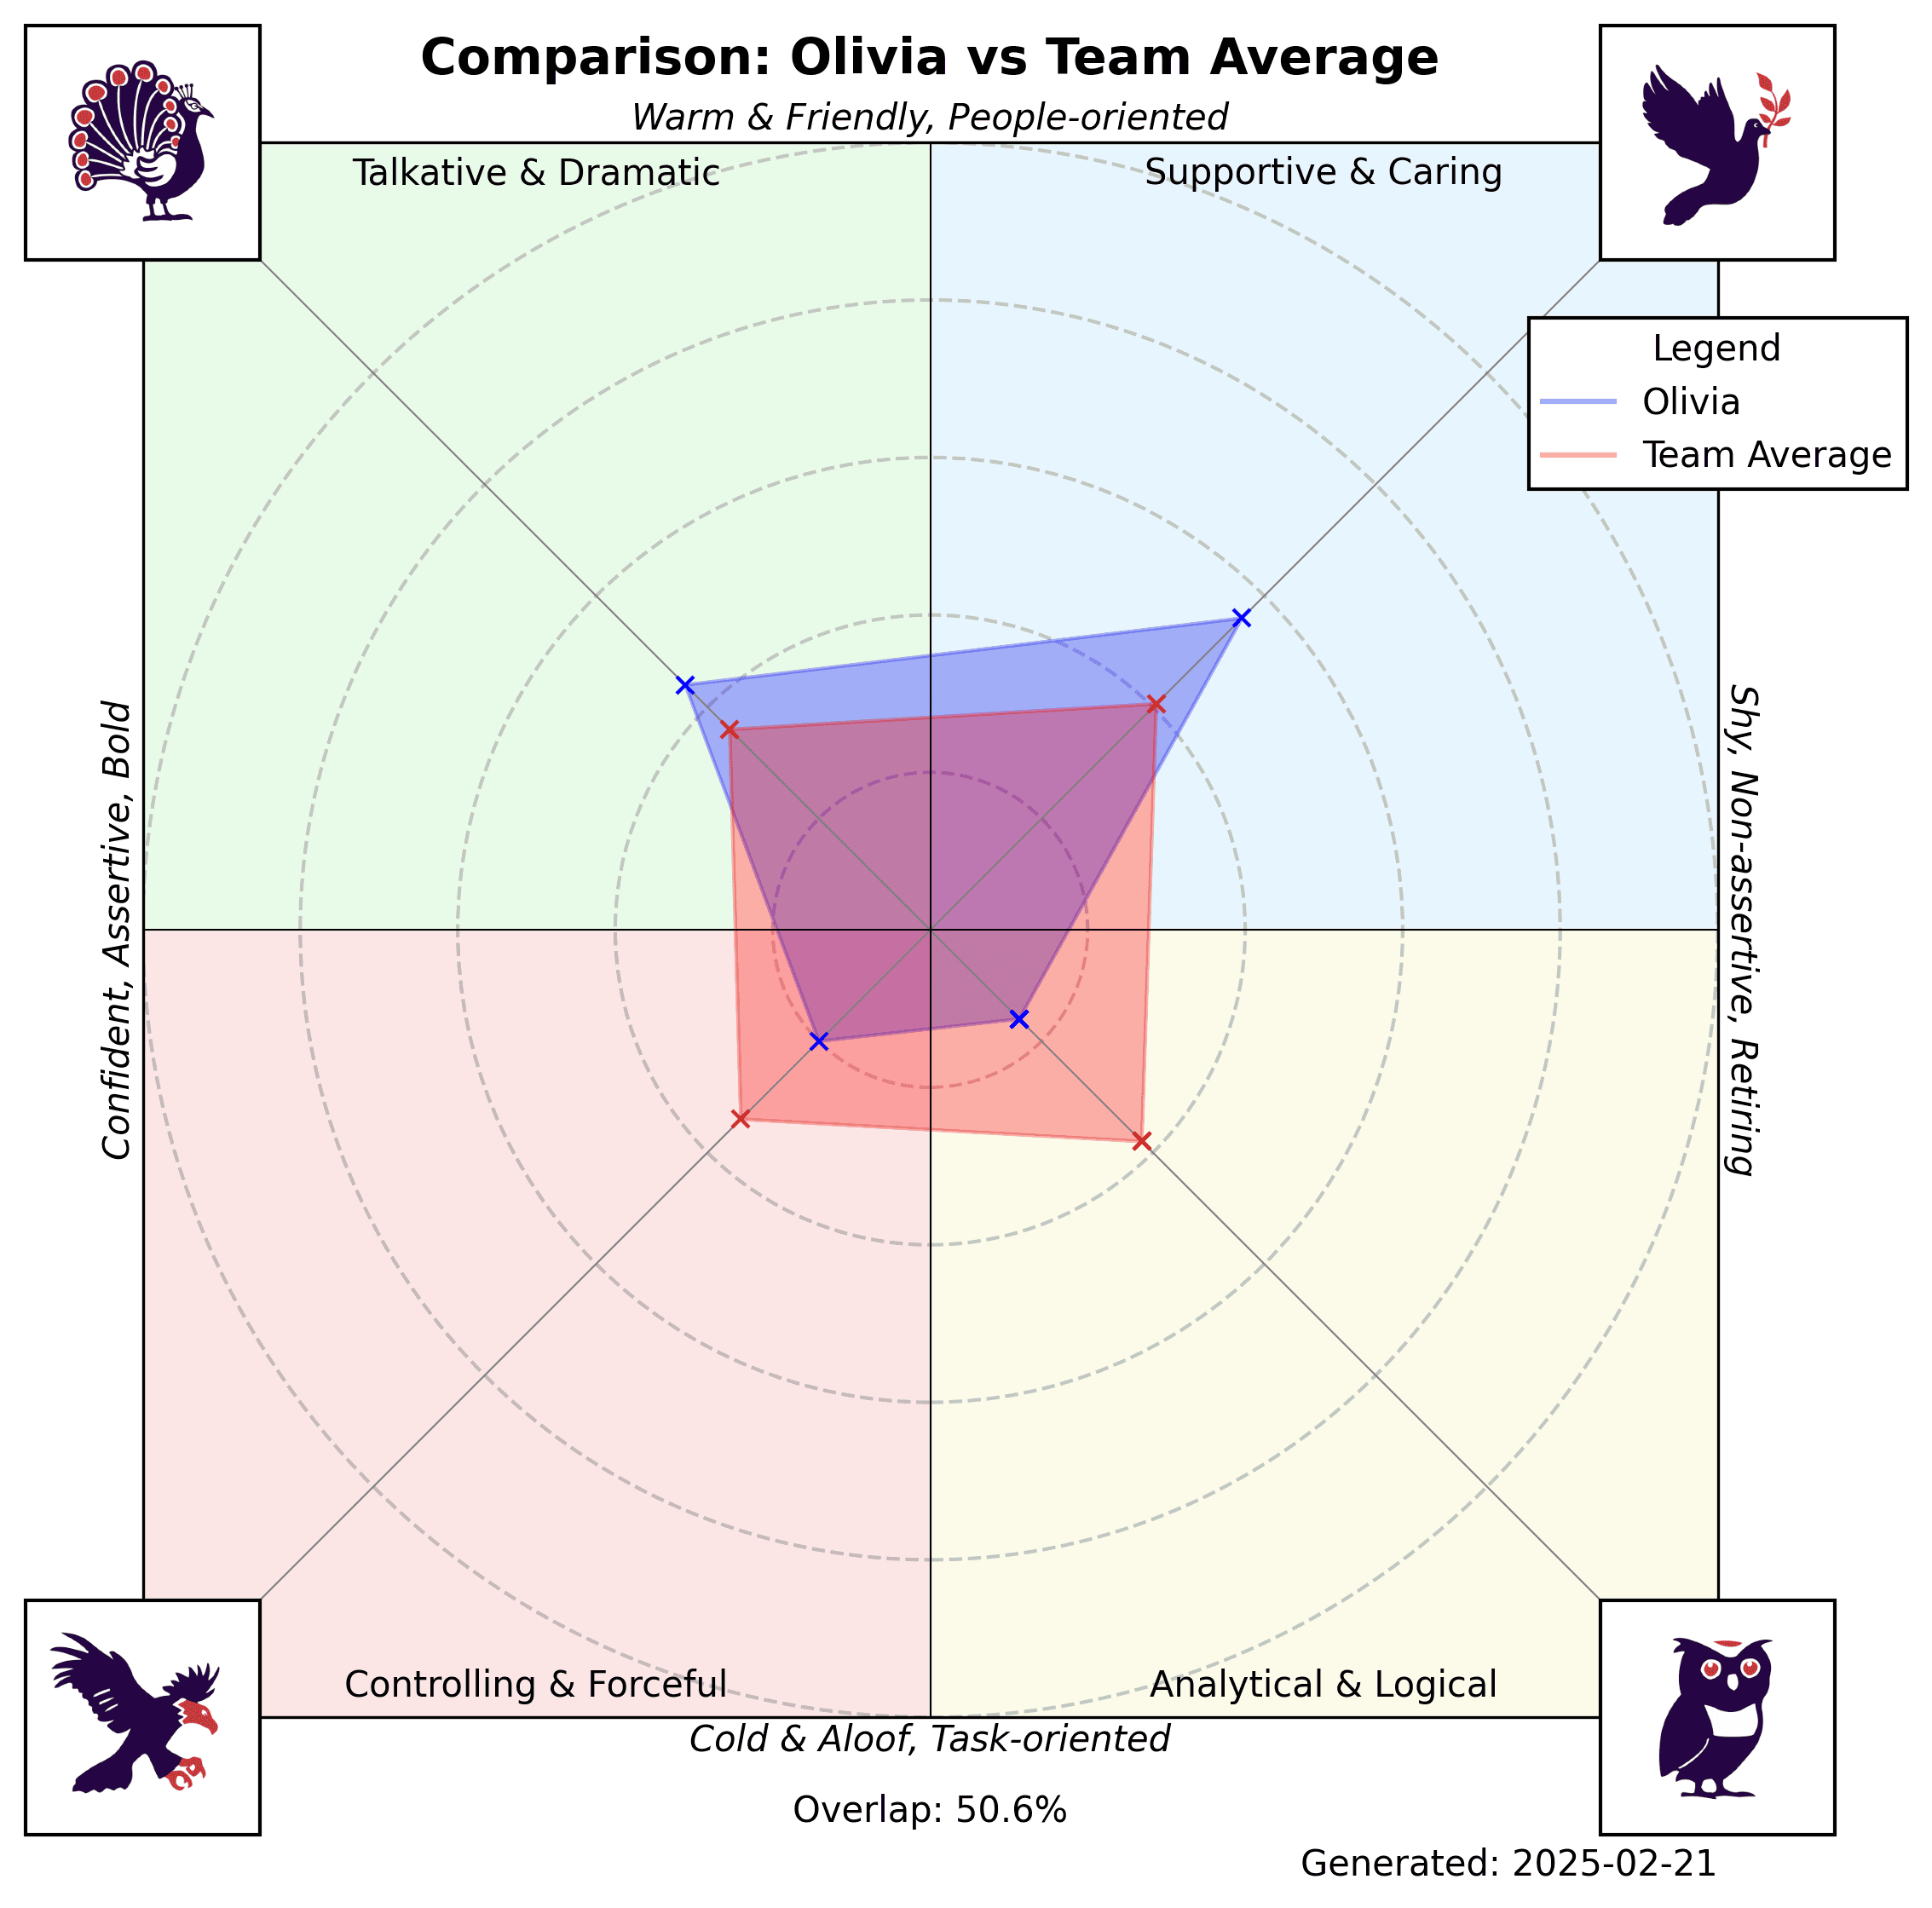 Comparison: Olivia vs Team Average
Warm & Friendly, People-oriented
Talkative & Dramatic
Supportive & Caring
Legend
Olivia
Team Average
Confident, Assertive, Bold
Shy, Non-assertive, Retiring
Controlling & Forceful
Analytical & Logical
Cold & Aloof, Task-oriented
Overlap: 50.6%
Generated: 2025-02-21